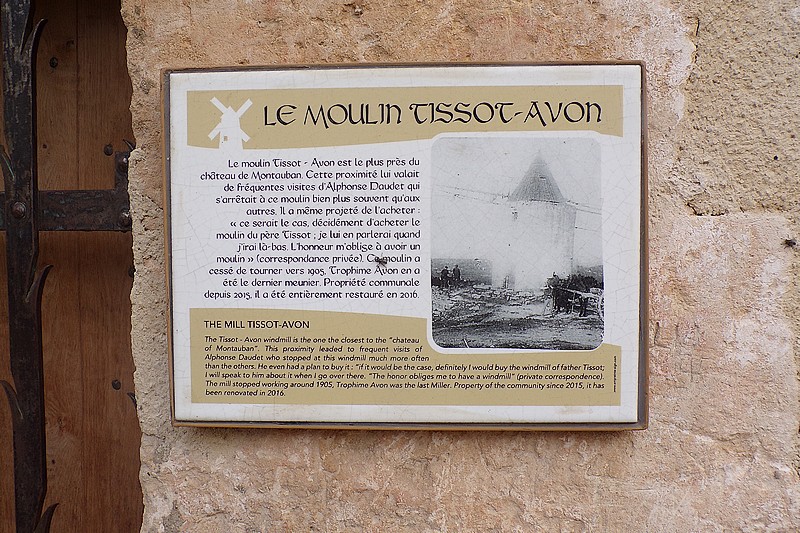 LE MOULIN TISSOT-AVON
Le moulin Tissot - Avon est le plus près du
château de Montauban. Cette proximité lui valait
de fréquentes visites d'Alphonse Daudet qui
s'arrêtait à ce moulin bien plus souvent qu'aux
autres. Il a même projeté de l'acheter :
« ce serait le cas, décidément d'acheter le
moulin du père Tissot ; je lui en parlerai quand
j'irai là-bas. L'honneur m'oblige à avoir un
moulin » (correspondance privée). Ce moulin a
cessé de tourner vers 1905, Trophime Avon en a
été le dernier meunier. Propriété communale
depuis 2015, il a été entièrement restauré en 2016.
THE MILL TISSOT-AVON
The Tissot - Avon windmill is the one the closest to the "chateau
of Montauban". This proximity leaded to frequent visits of
Alphonse Daudet who stopped at this windmill much more often
than the others. He even had a plan to buy it : "if it would be the case, definitely I would buy the windmill of father Tissot;
I will speak to him about it when I go over there. "The honor obliges me to have a windmill" (private correspondence).
The mill stopped working around 1905, Trophime Avon was the last Miller. Property of the community since 2015, it has
been renovated in 2016.